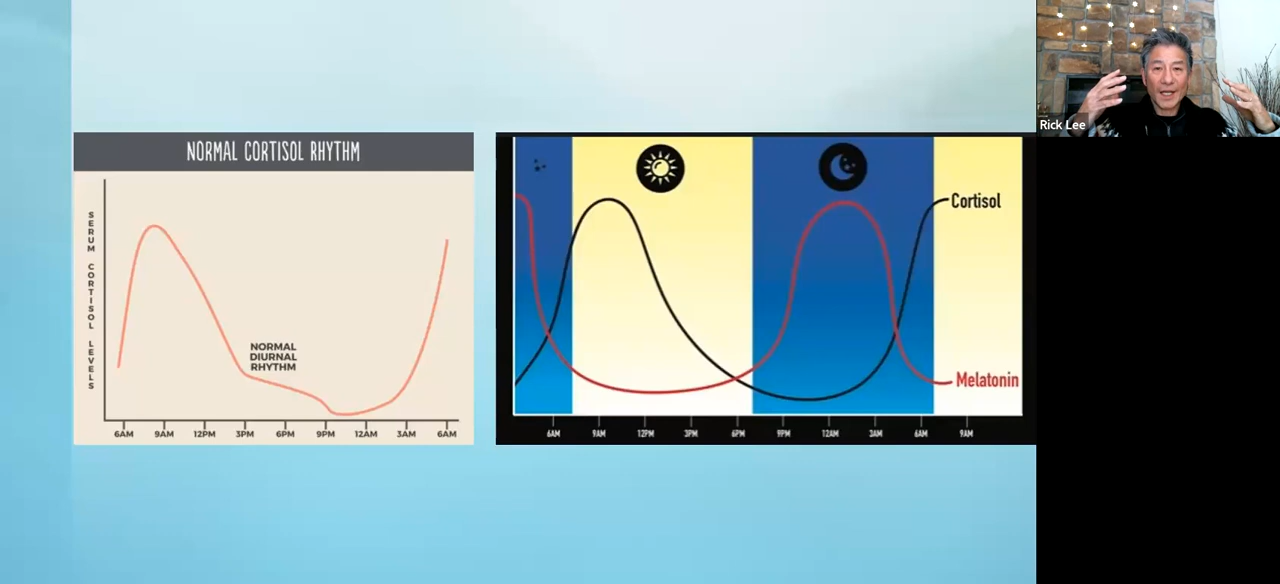 NORMAL CORTISOL RHYTHM
SERUM CORTISOL LEVELS
NORMAL
DIURNAL
RHYTHM
6AM 9AM 12PM 3PM 6PM 9PM 12AM 3AM 6AM
Cortisol
Melatonin
6AM 9AM 12PM 3PM 6PM 9PM 12AM 3AM 6AM 9AM
Rick Lee